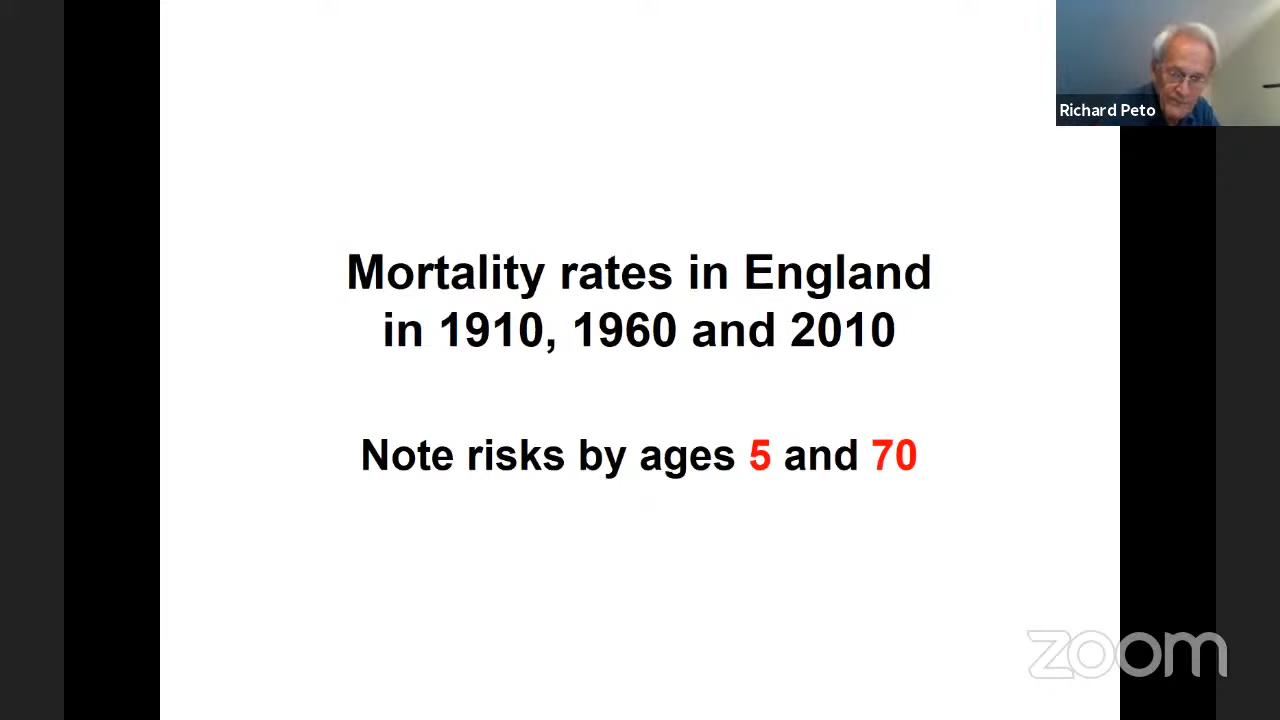 Richard Peto
Mortality rates in England
in 1910, 1960 and 2010
Note risks by ages 5 and 70
zoom